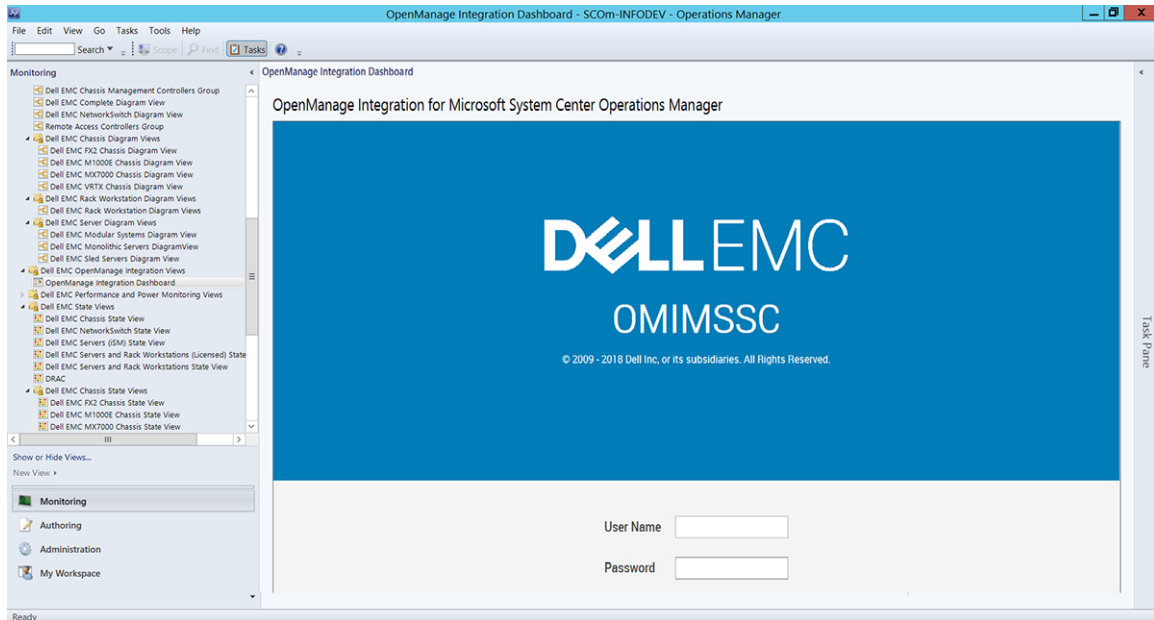 OpenManage Integration Dashboard - SCOm-INFODEV - Operations Manager
File Edit View Go Tasks Tools Help
Search Scope Find Tasks
Monitoring
Dell EMC Chassis Management Controllers Group
Dell EMC Complete Diagram View
Dell EMC NetworkSwitch Diagram View
Remote Access Controllers Group
Dell EMC Chassis Diagram Views
Dell EMC FX2 Chassis Diagram View
Dell EMC M1000E Chassis Diagram View
Dell EMC MX7000 Chassis Diagram View
Dell EMC VRTX Chassis Diagram View
Dell EMC Rack Workstation Diagram Views
Dell EMC Rack Workstation Diagram Views
Dell EMC Server Diagram Views
Dell EMC Modular Systems Diagram View
Dell EMC Monolithic Servers DiagramView
Dell EMC Sled Servers Diagram View
Dell EMC OpenManage Integration Views
OpenManage Integration Dashboard
Dell EMC Performance and Power Monitoring Views
Dell EMC State Views
Dell EMC Chassis State View
Dell EMC NetworkSwitch State View
Dell EMC Servers (iSM) State View
Dell EMC Servers and Rack Workstations (Licensed) State
Dell EMC Servers and Rack Workstations State View
DRAC
Dell EMC Chassis State Views
Dell EMC FX2 Chassis State View
Dell EMC M1000E Chassis State View
Dell EMC MX7000 Chassis State View
Show or Hide Views...
New View
Monitoring
Authoring
Administration
My Workspace
Ready
OpenManage Integration Dashboard
OpenManage Integration for Microsoft System Center Operations Manager
DELLEMC
OMIMSSC
© 2009 - 2018 Dell Inc, or its subsidiaries. All Rights Reserved.
User Name
Password
Task Pane